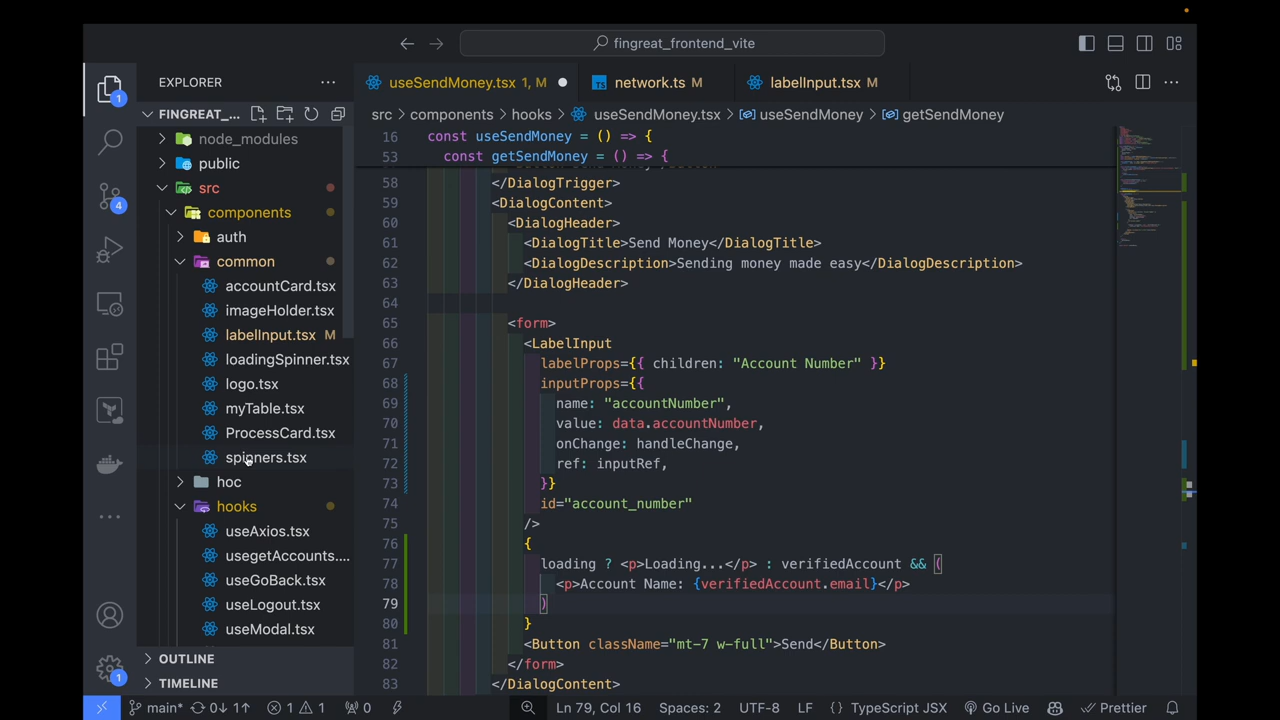 fingreat_frontend_vite
EXPLORER
useSendMoney.tsx 1, M
network.ts M
labelInput.tsx M
FINGREAT_...
src > components > hooks > useSendMoney.tsx > useSendMoney > getSendMoney
node_modules
public
src
components
auth
common
accountCard.tsx
imageHolder.tsx
labelInput.tsx M
loadingSpinner.tsx
logo.tsx
myTable.tsx
ProcessCard.tsx
spinners.tsx
hoc
hooks
useAxios.tsx
usegetAccounts....
useGoBack.tsx
useLogout.tsx
useModal.tsx
OUTLINE
TIMELINE
1
4
1
16 const useSendMoney = () => {
53 const getSendMoney = () => {
58 </DialogTrigger>
59 <DialogContent>
60 <DialogHeader>
61 <DialogTitle>Send Money</DialogTitle>
62 <DialogDescription>Sending money made easy</DialogDescription>
63 </DialogHeader>
64
65 <form>
66 <LabelInput
67 labelProps={{ children: "Account Number" }}
68 inputProps={{
69 name: "accountNumber",
70 value: data.accountNumber,
71 onChange: handleChange,
72 ref: inputRef,
73 }}
74 id="account_number"
75 />
76 {
77 loading ? <p>Loading...</p> : verifiedAccount && (
78 <p>Account Name: {verifiedAccount.email}</p>
79 )
80 }
81 <Button className="mt-7 w-full">Send</Button>
82 </form>
83 </DialogContent>
main* 0↓ 1↑ 1 1 0 Ln 79, Col 16 Spaces: 2 UTF-8 LF {} TypeScript JSX Go Live Prettier